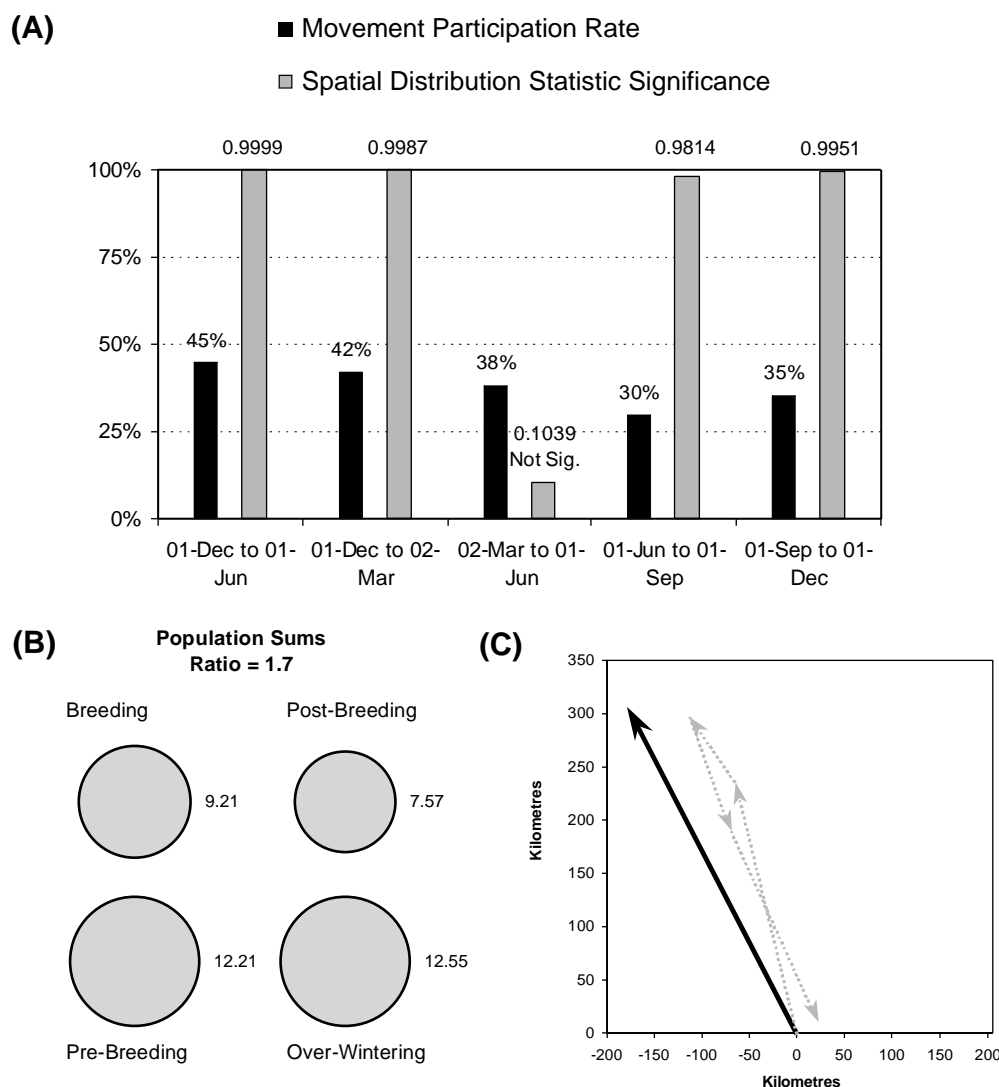 (A)
Movement Participation Rate
Spatial Distribution Statistic Significance
0.9999
0.9987
0.9814
0.9951
100%
75%
50%
25%
0%
45%
42%
38%
30%
35%
0.1039
Not Sig.
01-Dec to 01-
Jun
01-Dec to 02-
Mar
02-Mar to 01-
Jun
01-Jun to 01-
Sep
01-Sep to 01-
Dec
(B)
Population Sums
Ratio = 1.7
Breeding
Post-Breeding
9.21
7.57
12.21
12.55
Pre-Breeding
Over-Wintering
(C)
Kilometres
350
300
250
200
150
100
50
0
-200 -150 -100 -50 0 50 100 150 200
Kilometres